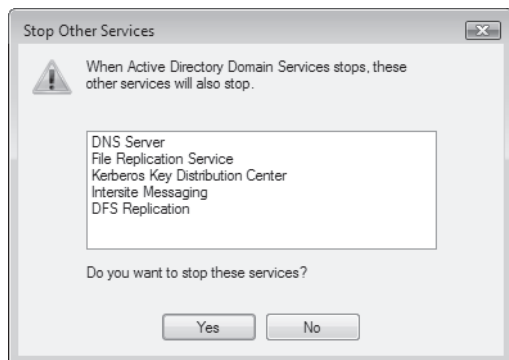 Stop Other Services
When Active Directory Domain Services stops, these
other services will also stop.
DNS Server
File Replication Service
Kerberos Key Distribution Center
Intersite Messaging
DFS Replication
Do you want to stop these services?
Yes
No